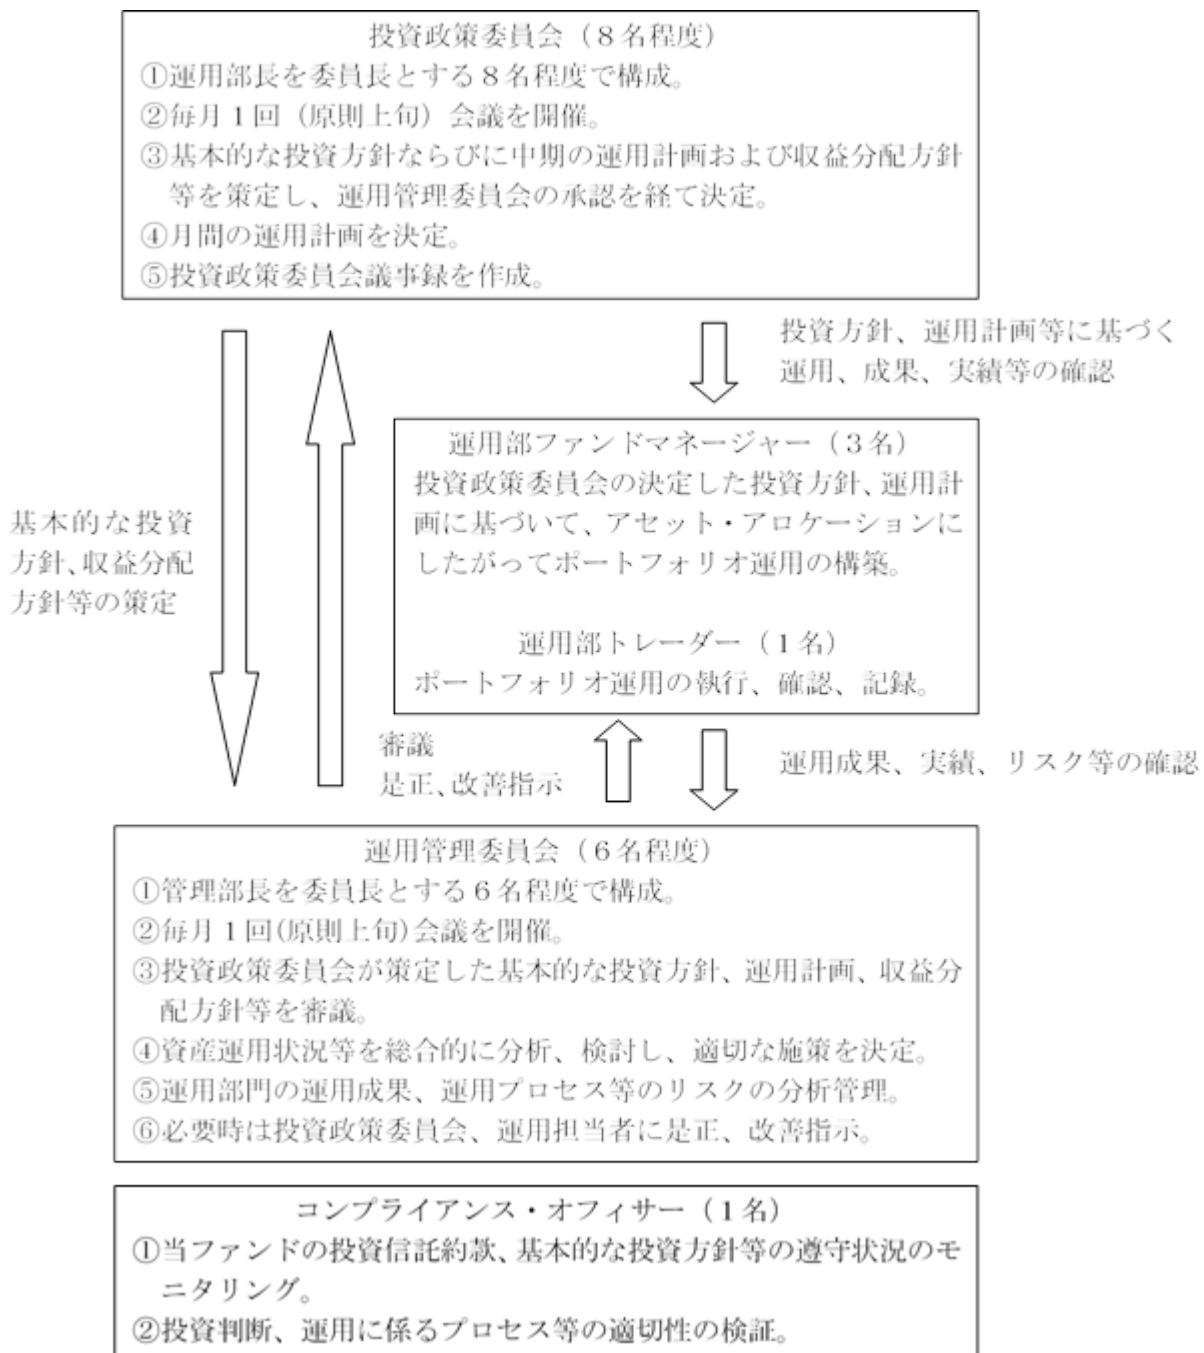 投資政策委員会（８名程度）
①運用部長を委員長とする８名程度で構成。
②毎月１回（原則上旬）会議を開催。
③基本的な投資方針ならびに中期の運用計画および収益分配方針
等を策定し、運用管理委員会の承認を経て決定。
④月間の運用計画を決定。
⑤投資政策委員会議事録を作成。
投資方針、運用計画等に基づく
運用、成果、実績等の確認
運用部ファンドマネージャー（３名）
投資政策委員会の決定した投資方針、運用計
画に基づいて、アセット・アロケーションに
したがってポートフォリオ運用の構築。
運用部トレーダー（１名）
ポートフォリオ運用の執行、確認、記録。
基本的な投資
方針、収益分配
方針等の策定
審議
是正、改善指示
運用成果、実績、リスク等の確認
運用管理委員会（６名程度）
①管理部長を委員長とする６名程度で構成。
②毎月１回(原則上旬)会議を開催。
③投資政策委員会が策定した基本的な投資方針、運用計画、収益分
配方針等を審議。
④資産運用状況等を総合的に分析、検討し、適切な施策を決定。
⑤運用部門の運用成果、運用プロセス等のリスクの分析管理。
⑥必要時は投資政策委員会、運用担当者に是正、改善指示。
コンプライアンス・オフィサー（１名）
①当ファンドの投資信託約款、基本的な投資方針等の遵守状況のモ
ニタリング。
②投資判断、運用に係るプロセス等の適切性の検証。